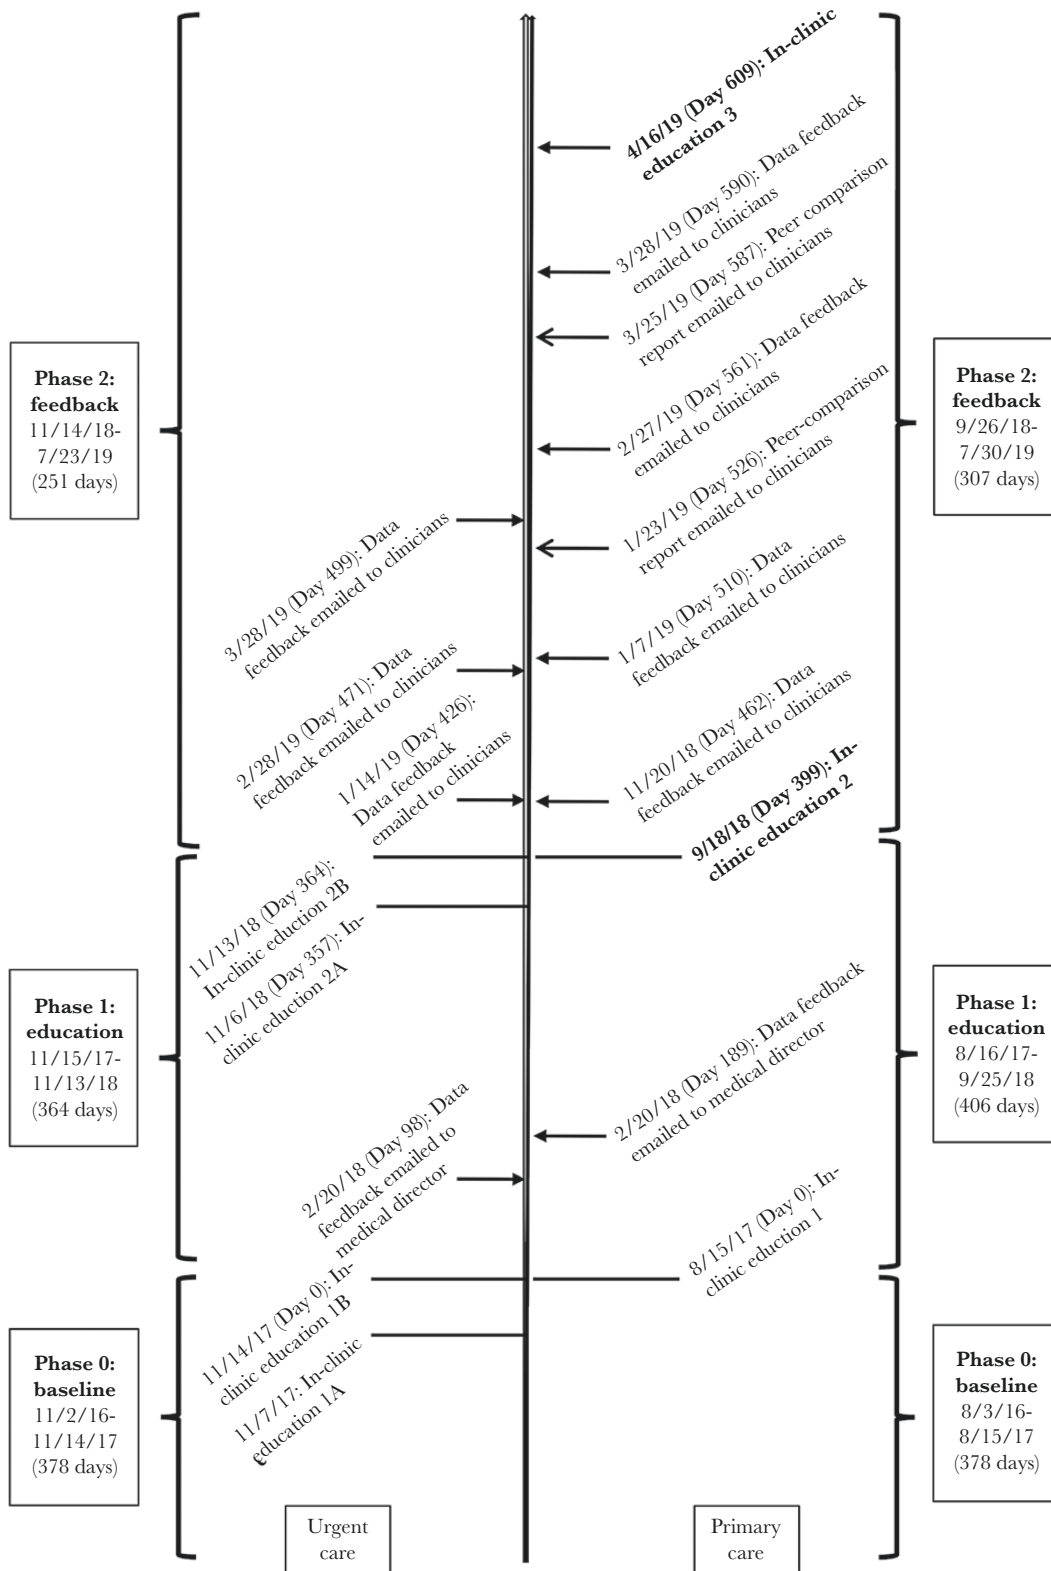 4/16/19 (Day 609): In-clinic
education 3
3/28/19 (Day 590): Data feedback
emailed to clinicians
3/25/19 (Day 587): Peer comparison
report emailed to clinicians
2/27/19 (Day 561): Data feedback
emailed to clinicians
1/23/19 (Day 526): Peer-comparison
report emailed to clinicians
1/7/19 (Day 510): Data
feedback emailed to clinicians
11/20/18 (Day 462): Data
feedback emailed to clinicians
9/18/18 (Day 399): In-
clinic education 2
2/20/18 (Day 189): Data feedback
emailed to medical director
8/15/17 (Day 0): In-
clinic eduction 1
Phase 2:
feedback
11/14/18-
7/23/19
(251 days)
Phase 2:
feedback
9/26/18-
7/30/19
(307 days)
3/28/19 (Day 499): Data
feedback emailed to clinicians
2/28/19 (Day 471): Data
feedback emailed to clinicians
1/14/19 (Day 426):
Data feedback
emailed to clinicians
11/13/18 (Day 364):
In-clinic eduction 2B
11/6/18 (Day 357): In-
clinic eduction 2A
Phase 1:
education
11/15/17-
11/13/18
(364 days)
Phase 1:
education
8/16/17-
9/25/18
(406 days)
2/20/18 (Day 98): Data
feedback emailed to
medical director
11/14/17 (Day 0): In-
clinic education 1B
11/7/17: In-clinic
education 1A
Phase 0:
baseline
11/2/16-
11/14/17
(378 days)
Phase 0:
baseline
8/3/16-
8/15/17
(378 days)
Urgent
care
Primary
care